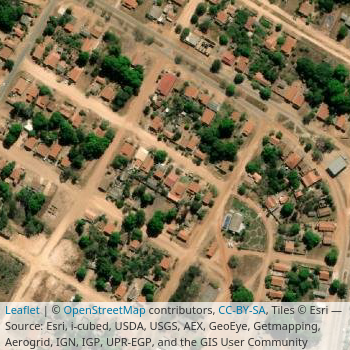 Leaflet | © OpenStreetMap contributors, CC-BY-SA, Tiles © Esri —
Source: Esri, i-cubed, USDA, USGS, AEX, GeoEye, Getmapping,
Aerogrid, IGN, IGP, UPR-EGP, and the GIS User Community